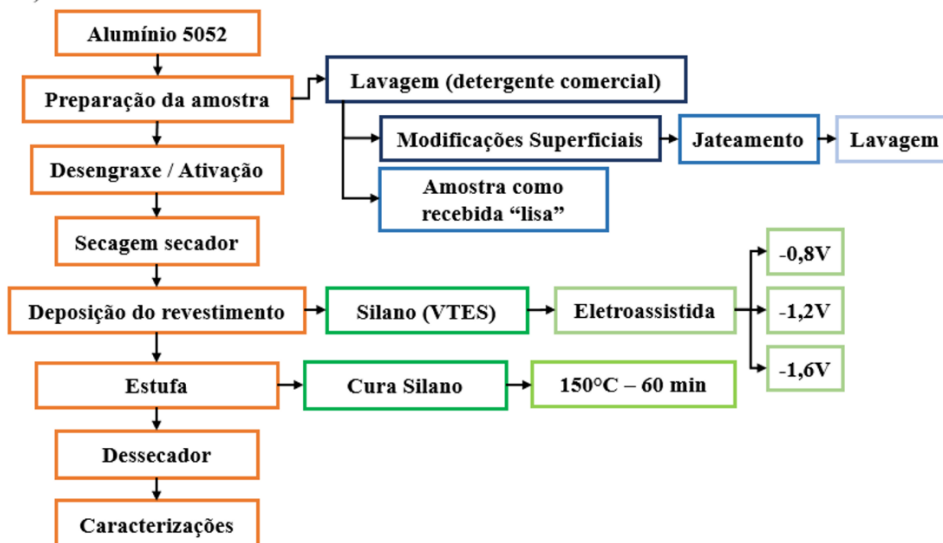 Alumínio 5052
Preparação da amostra
Lavagem (detergente comercial)
Modificações Superficiais
Jateamento
Lavagem
Amostra como
recebida “lisa”
Desengraxe / Ativação
Secagem secador
Deposição do revestimento
Silano (VTES)
Eletroassistida
-0,8V
-1,2V
-1,6V
Estufa
Cura Silano
150°C – 60 min
Dessecador
Caracterizações